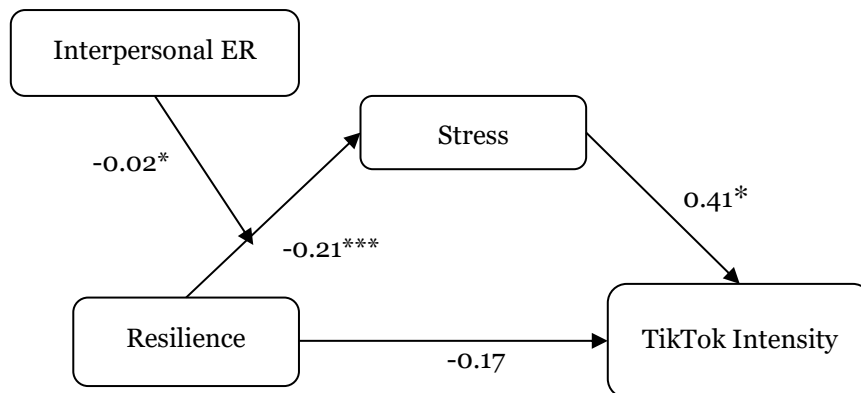 Interpersonal ER
Stress
-0.02*
0.41*
-0.21***
Resilience
TikTok Intensity
-0.17